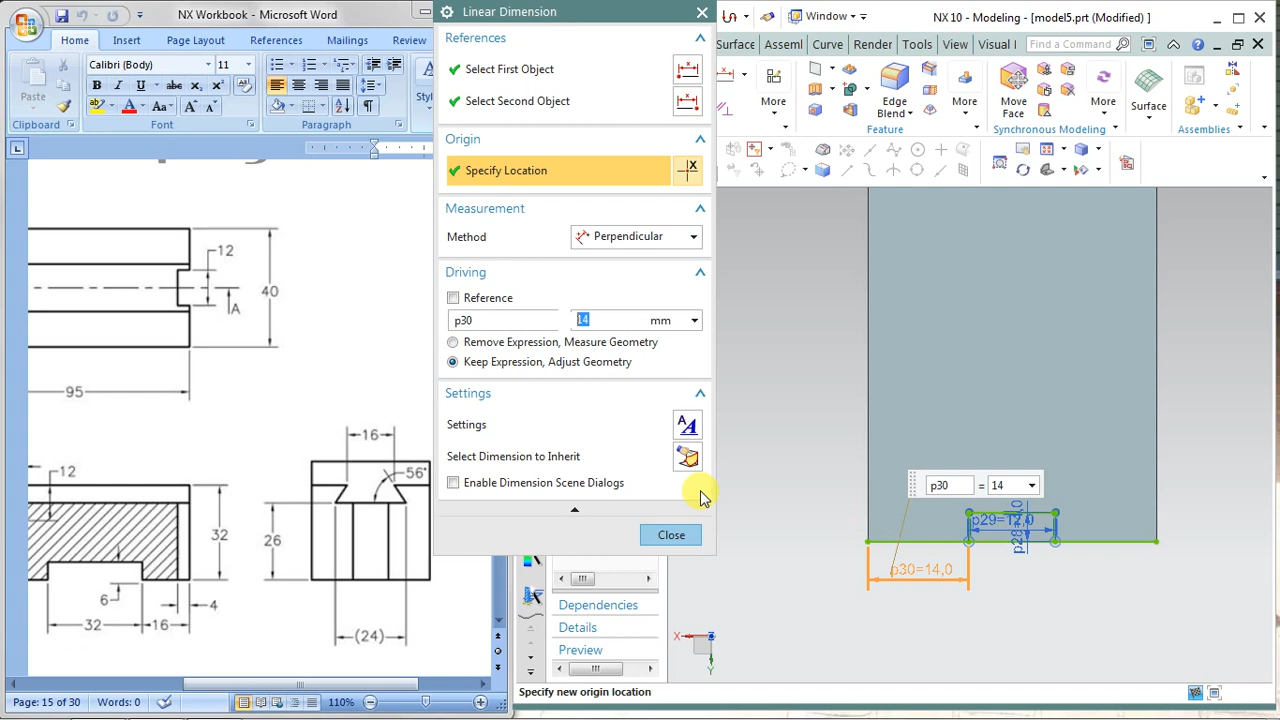 NX Workbook - Microsoft Word
Home
Insert
Page Layout
References
Mailings
Review
Calibri (Body)
11
Paste
Clipboard
Font
Paragraph
12
40
A
95
16
56°
12
32
26
6
4
32
16
(24)
Page: 15 of 30
Words: 0
110%
Linear Dimension
References
Select First Object
Select Second Object
Origin
Specify Location
Measurement
Method
Perpendicular
Driving
Reference
p30
14
mm
Remove Expression, Measure Geometry
Keep Expression, Adjust Geometry
Settings
Settings
Select Dimension to Inherit
Enable Dimension Scene Dialogs
Close
Dependencies
Details
Preview
Specify new origin location
Window
NX 10 - Modeling - [model5.prt (Modified) ]
Surface
Assembl
Curve
Render
Tools
View
Visual I
Find a Command
More
Edge
Blend
More
Feature
Move
Face
More
Synchronous Modeling
Surface
Assemblies
p30
=
14
p29=12,0
p30=14,0
X
Y